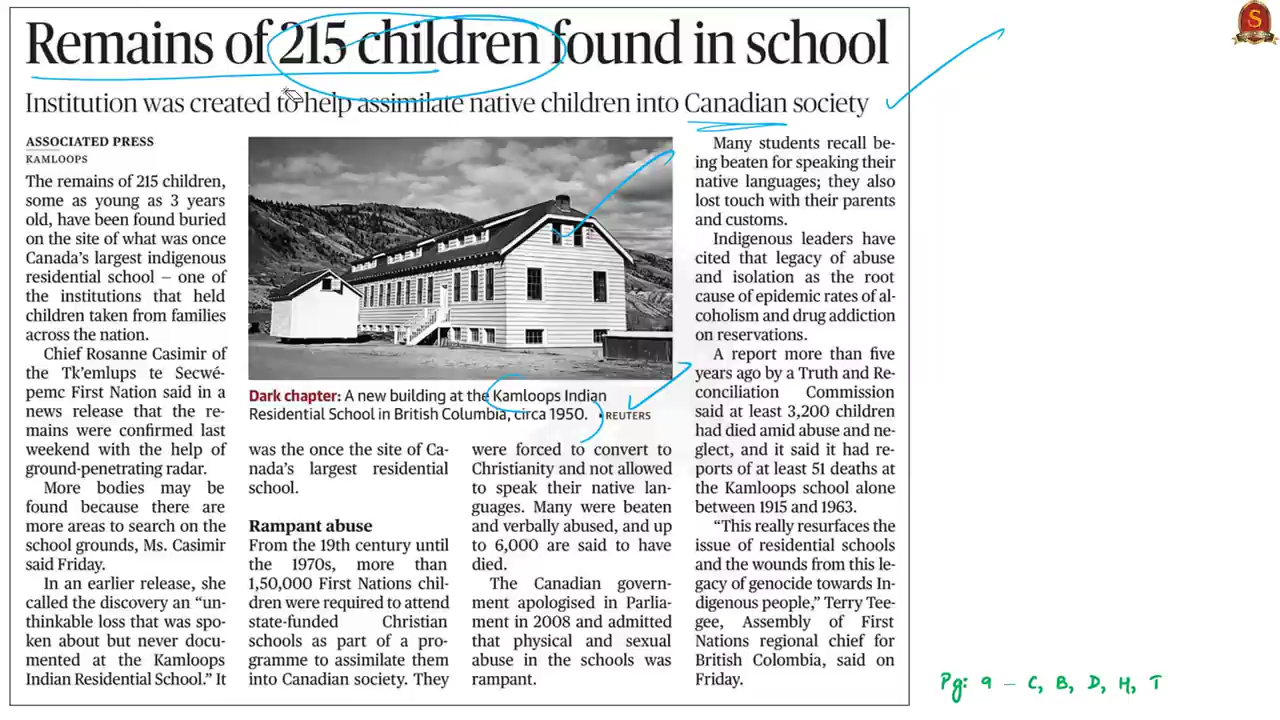 Remains of 215 children found in school
Institution was created to help assimilate native children into Canadian society
ASSOCIATED PRESS
KAMLOOPS
The remains of 215 children,
some as young as 3 years
old, have been found buried
on the site of what was once
Canada's largest indigenous
residential school – one of
the institutions that held
children taken from families
across the nation.
Chief Rosanne Casimir of
the Tk'emlups te Secwé-
pemc First Nation said in a
news release that the re-
mains were confirmed last
weekend with the help of
ground-penetrating radar.
More bodies may be
found because there are
more areas to search on the
school grounds, Ms. Casimir
said Friday.
In an earlier release, she
called the discovery an “un-
thinkable loss that was spo-
ken about but never docu-
mented at the Kamloops
Indian Residential School.” It
Dark chapter: A new building at the Kamloops Indian
Residential School in British Columbia, circa 1950. • REUTERS
was the once the site of Ca-
nada's largest residential
school.
Rampant abuse
From the 19th century until
the 1970s, more than
1,50,000 First Nations chil-
dren were required to attend
state-funded Christian
schools as part of a pro-
gramme to assimilate them
into Canadian society. They
were forced to convert to
Christianity and not allowed
to speak their native lan-
guages. Many were beaten
and verbally abused, and up
to 6,000 are said to have
died.
The Canadian govern-
ment apologised in Parlia-
ment in 2008 and admitted
that physical and sexual
abuse in the schools was
rampant.
Many students recall be-
ing beaten for speaking their
native languages; they also
lost touch with their parents
and customs.
Indigenous leaders have
cited that legacy of abuse
and isolation as the root
cause of epidemic rates of al-
coholism and drug addiction
on reservations.
A report more than five
years ago by a Truth and Re-
conciliation Commission
said at least 3,200 children
had died amid abuse and ne-
glect, and it said it had re-
ports of at least 51 deaths at
the Kamloops school alone
between 1915 and 1963.
“This really resurfaces the
issue of residential schools
and the wounds from this le-
gacy of genocide towards In-
digenous people,” Terry Tee-
gee, Assembly of First
Nations regional chief for
British Colombia, said on
Friday.
S
Pg: 9 – C, B, D, H, T